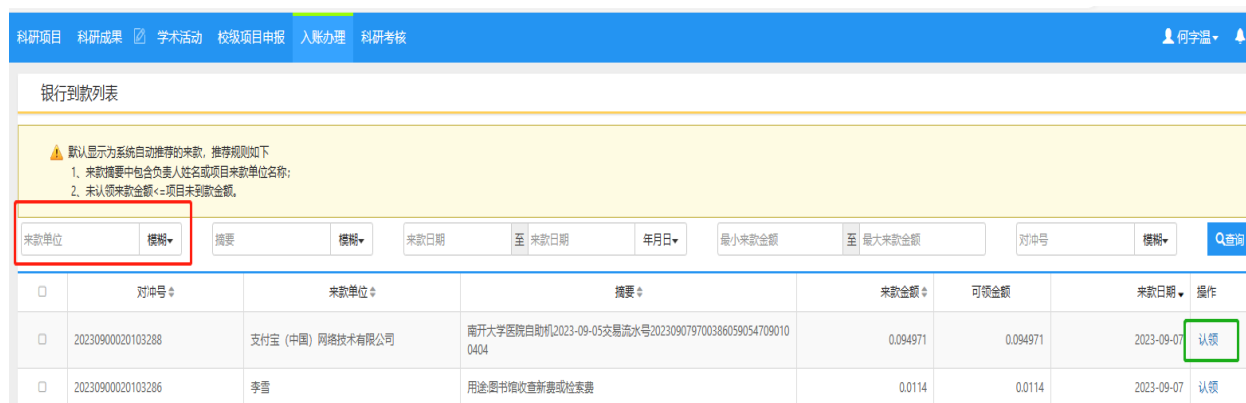 科研项目 科研成果 学术活动 校级项目申报 入账办理 科研考核 何字温
银行到款列表
默认显示为系统自动推荐的来款，推荐规则如下
1、来款摘要中包含负责人姓名或项目来款单位名称；
2、未认领来款金额<=项目未到款金额。
来款单位 模糊 摘要 模糊 来款日期 至 来款日期 年月日 最小来款金额 至 最大来款金额 对冲号 模糊 查询
对冲号 来款单位 摘要 来款金额 可领金额 来款日期 操作
20230900020103288 支付宝（中国）网络技术有限公司 南开大学医院自助机2023-09-05交易流水号202309079700386059054709010
0404 0.094971 0.094971 2023-09-07 认领
20230900020103286 李雪 用途:图书馆收查新费或检索费 0.0114 0.0114 2023-09-07 认领